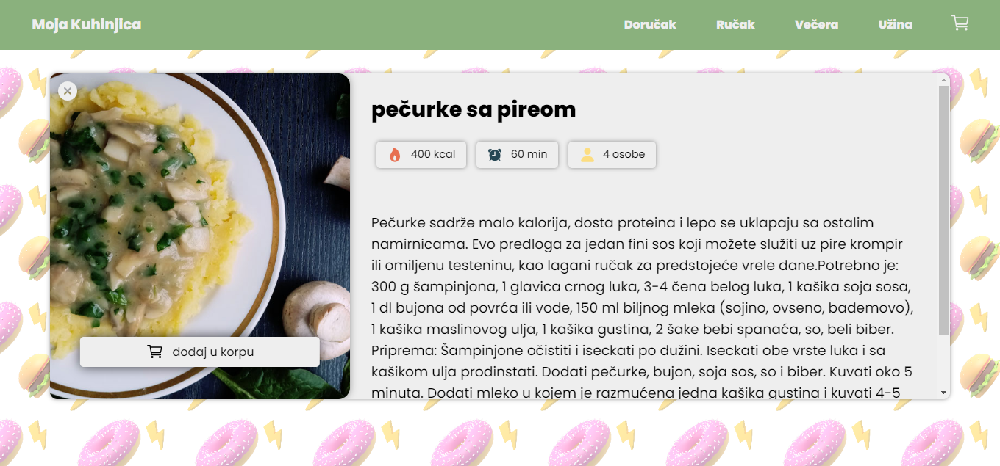 Moja Kuhinjica
Doručak
Ručak
Večera
Užina
pečurke sa pireom
400 kcal
60 min
4 osobe
Pečurke sadrže malo kalorija, dosta proteina i lepo se uklapaju sa ostalim
namirnicama. Evo predloga za jedan fini sos koji možete služiti uz pire krompir
ili omiljenu testeninu, kao lagani ručak za predstojeće vrele dane.Potrebno je:
300 g šampinjona, 1 glavica crnog luka, 3-4 čena belog luka, 1 kašika soja sosa,
1 dl bujona od povrća ili vode, 150 ml biljnog mleka (sojino, ovseno, bademovo),
1 kašika maslinovog ulja, 1 kašika gustina, 2 šake bebi spanaća, so, beli biber.
Priprema: Šampinjone očistiti i iseckati po dužini. Iseckati obe vrste luka i sa
kašikom ulja prodinstati. Dodati pečurke, bujon, soja sos, so i biber. Kuvati oko 5
minuta. Dodati mleko u kojem je razmućena jedna kašika gustina i kuvati 4-5
dodaj u korpu